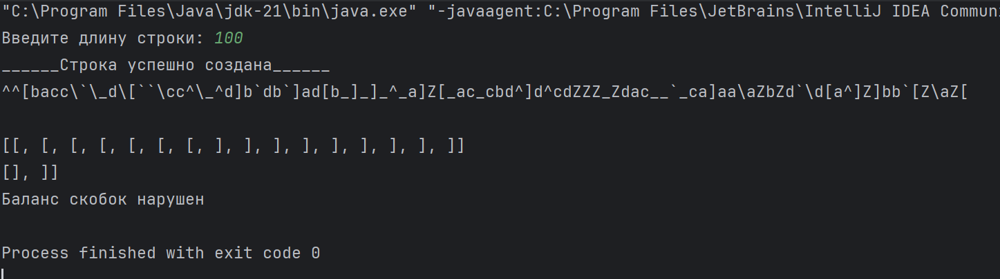 "C:\Program Files\Java\jdk-21\bin\java.exe" "-javaagent:C:\Program Files\JetBrains\IntelliJ IDEA Commun
Введите длину строки: 100
______Строка успешно создана______
^^[bacc\`\_d\[``\cc^\_^d]b`db`]ad[b_]_]_^_a]Z[_ac_cbd^]d^cdZZZ_Zdac__`_ca]aa\aZbZd`\d[a^]Z]bb`[Z\aZ[
[[, [, [, [, [, [, [, ], ], ], ], ], ], ], ], ]]
[], ]]
Баланс скобок нарушен
Process finished with exit code 0